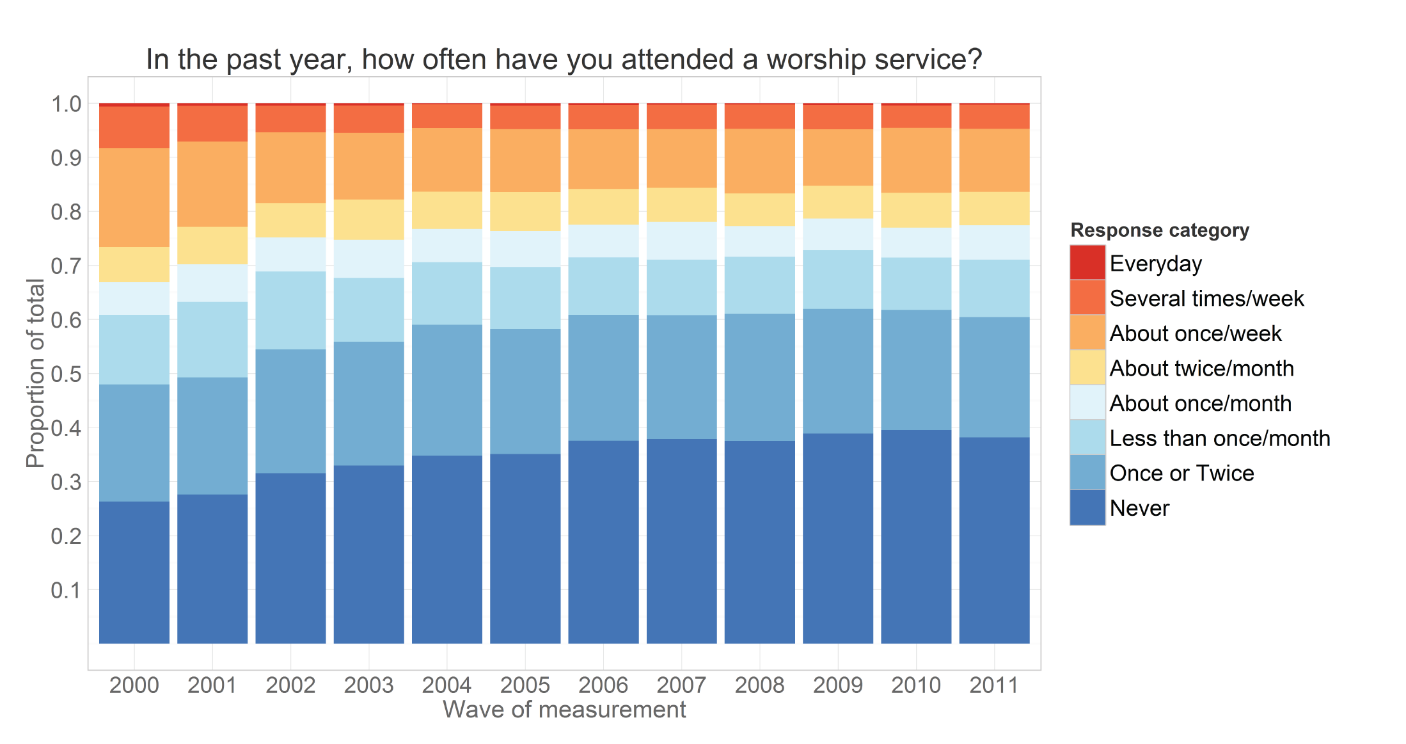 In the past year, how often have you attended a worship service?
Proportion of total
1.0
0.9
0.8
0.7
0.6
0.5
0.4
0.3
0.2
0.1
2000 2001 2002 2003 2004 2005 2006 2007 2008 2009 2010 2011
Wave of measurement
Response category
Everyday
Several times/week
About once/week
About twice/month
About once/month
Less than once/month
Once or Twice
Never